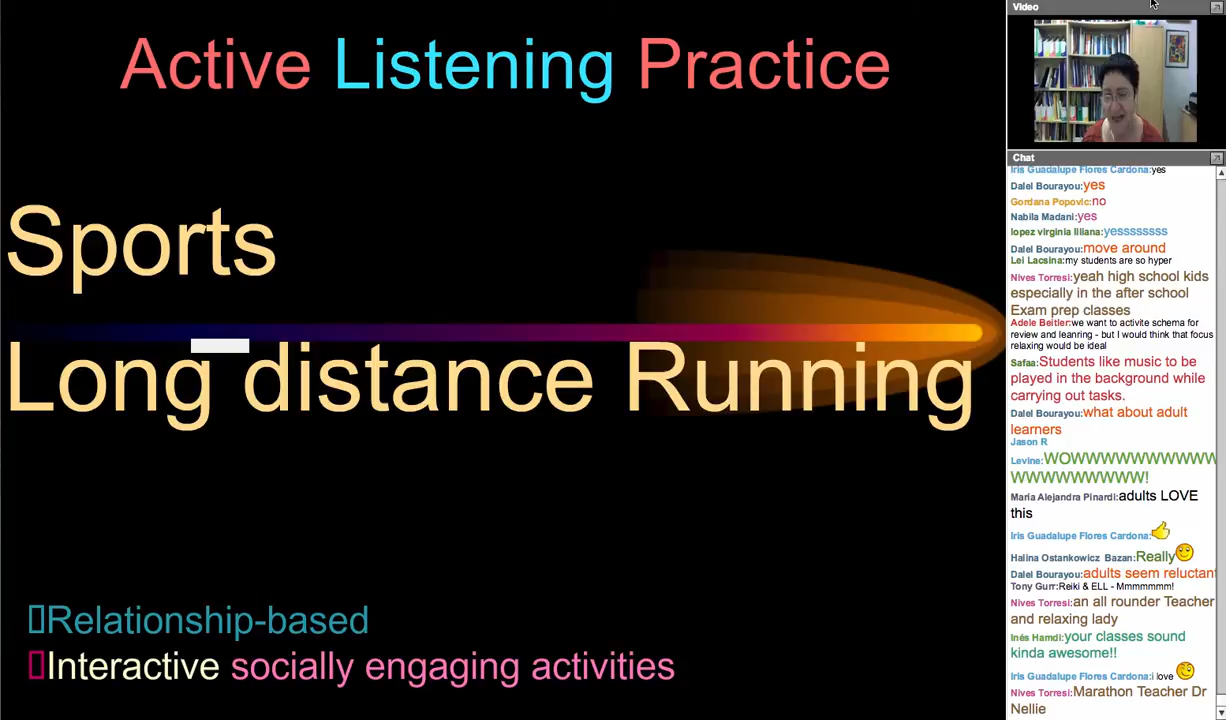 Active Listening Practice
Sports
Long distance Running
Relationship-based
Interactive socially engaging activities
Video
Chat
Iris Guadalupe Flores Cardona:yes
Dalel Bourayou:yes
Gordana Popovic:no
Nabila Madani:yes
lopez virginia liliana:yessssssss
Dalel Bourayou:move around
Lei Lacsina:my students are so hyper
Nives Torresi:yeah high school kids
especially in the after school
Exam prep classes
Adele Beitler:we want to activite schema for
review and leanring - but I would think that focus
relaxing would be ideal
Safaa:Students like music to be
played in the background while
carrying out tasks.
Dalel Bourayou:what about adult
learners
Jason R
Levine:WOWWWWWWWWWWW
WWWWWWWWWW!
Maria Alejandra Pinardi:adults LOVE
this
Iris Guadalupe Flores Cardona:
Halina Ostankowicz Bazan:Really
Dalel Bourayou:adults seem reluctant
Tony Gurr:Reiki & ELL - Mmmmmmm!
Nives Torresi:an all rounder Teacher
and relaxing lady
Inés Hamdi:your classes sound
kinda awesome!!
Iris Guadalupe Flores Cardona:i love
Nives Torresi:Marathon Teacher Dr
Nellie